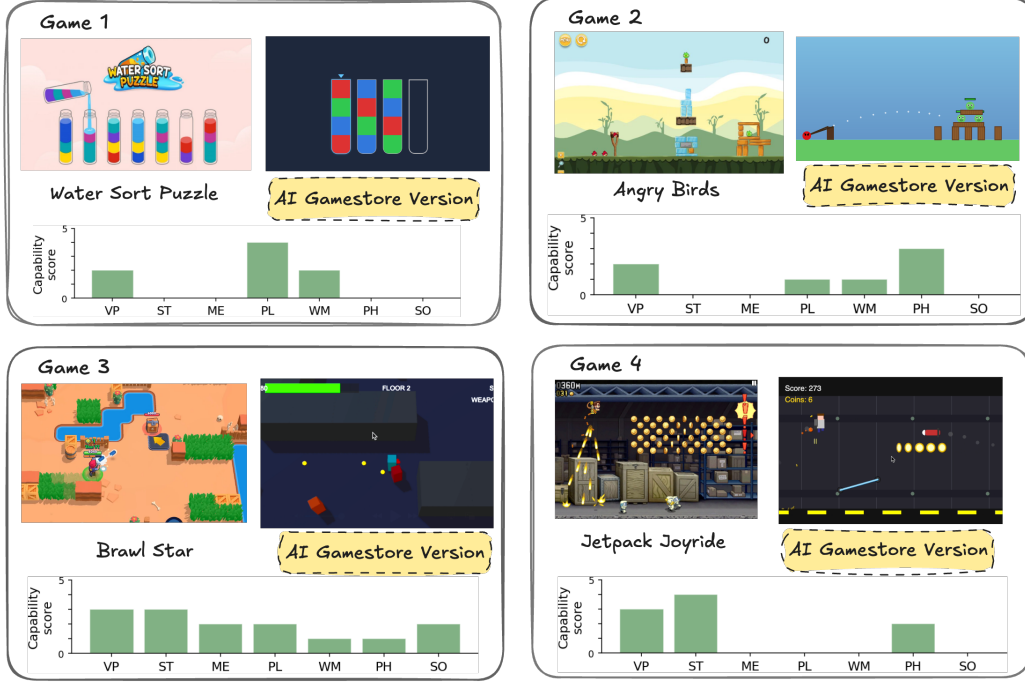 Game 1
WATER SORT
PUZZLE
Water Sort Puzzle
AI Gamestore Version
Capability
score
5
0
VP ST ME PL WM PH SO
Game 2
0
Angry Birds
AI Gamestore Version
Capability
score
5
0
VP ST ME PL WM PH SO
Game 3
FLOOR 2
S
WEAPO
Brawl Star
AI Gamestore Version
Capability
score
5
0
VP ST ME PL WM PH SO
Game 4
0360M
Score: 273
Coins: 6
Jetpack Joyride
AI Gamestore Version
Capability
score
5
0
VP ST ME PL WM PH SO